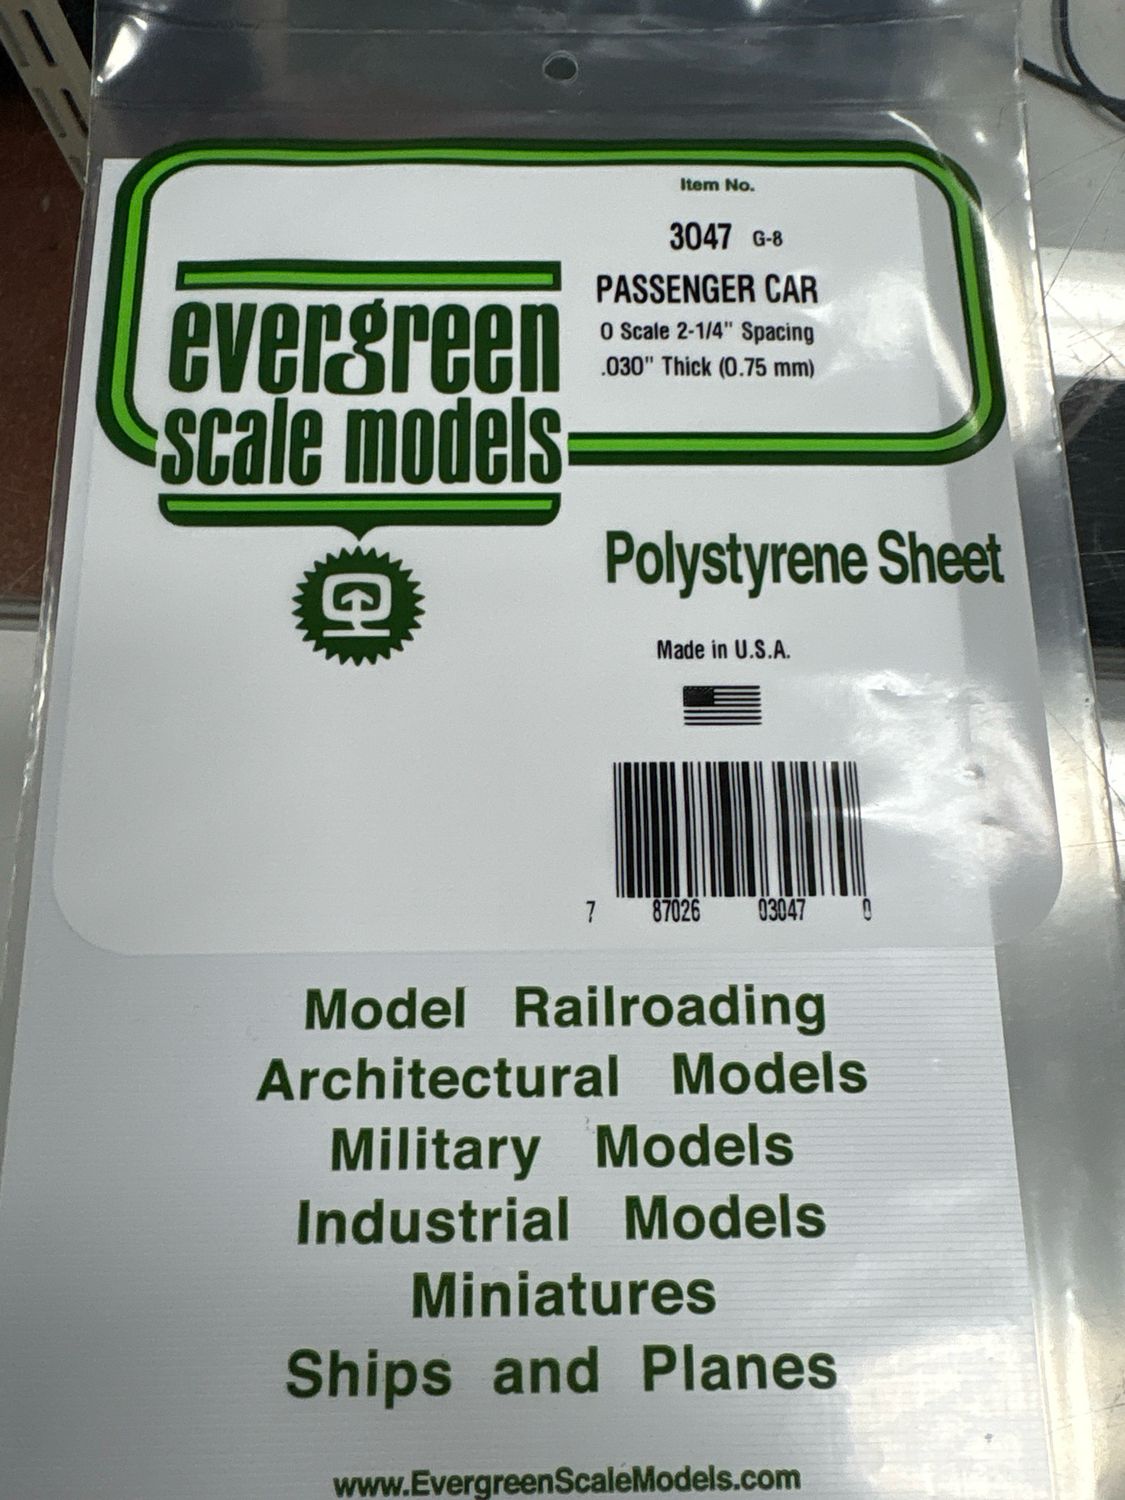 Item No.
3047 G-8
PASSENGER CAR
O Scale 2-1/4" Spacing
.030" Thick (0.75 mm)
evergreen
scale models
Polystyrene Sheet
Made in U.S.A.
7 87026 03047 0
Model Railroading
Architectural Models
Military Models
Industrial Models
Miniatures
Ships and Planes
www.EvergreenScaleModels.com